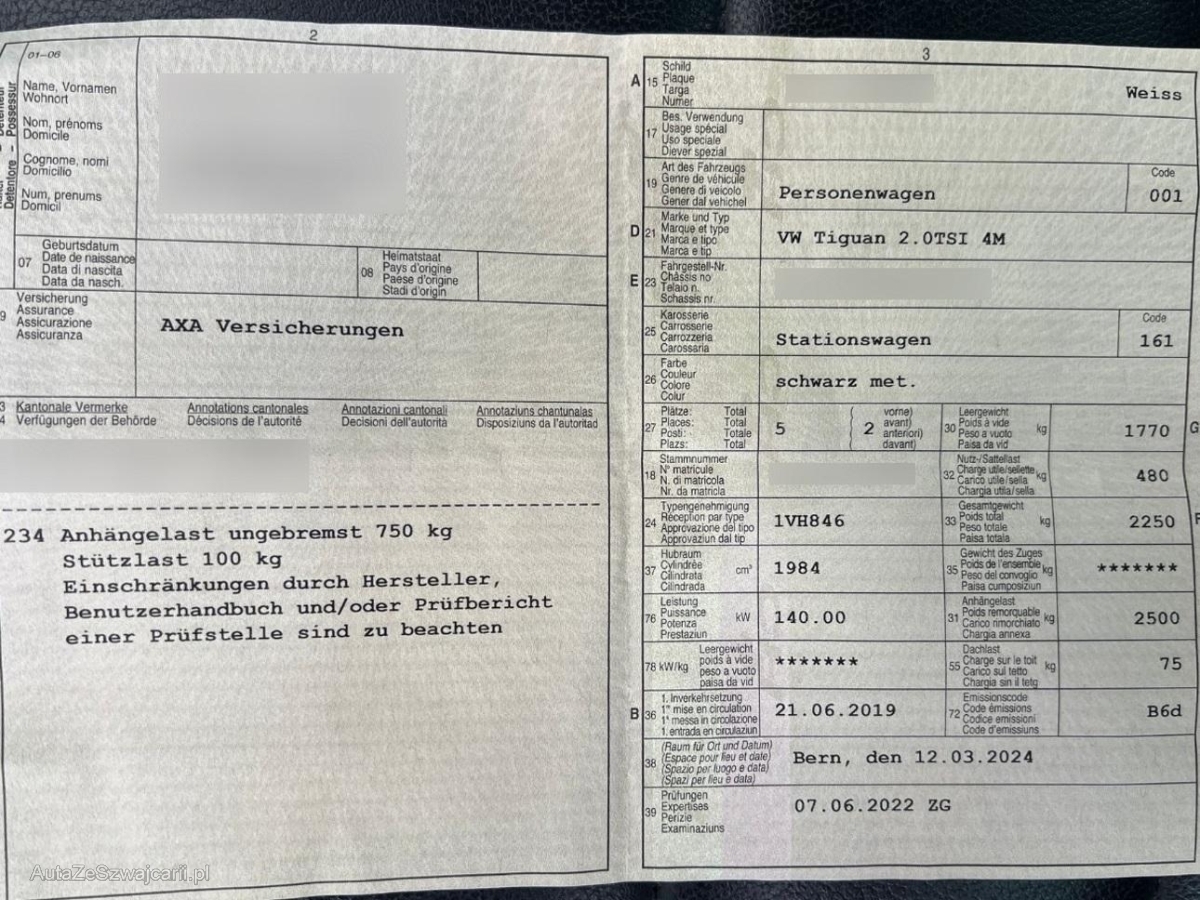 2
01-06
Name, Vornamen
Wohnort
Nom, prénoms
Domicile
Cognome, nomi
Domicilio
Num, prenums
Domicil
Detentore - Possessur
07
Geburtsdatum
Date de naissance
Data di nascita
Data da nasch.
08
Heimatstaat
Pays d'origine
Paese d'origine
Stadi d'origin
9
Versicherung
Assurance
Assicurazione
Assicuranza
AXA Versicherungen
3 Kantonale Vermerke Annotations cantonales Annotazioni cantonali Annotaziuns chantunalas
4 Verfügungen der Behörde Décisions de l'autorité Decisioni dell'autorità Disposiziuns da l'autoritad
234 Anhängelast ungebremst 750 kg
Stützlast 100 kg
Einschränkungen durch Hersteller,
Benutzerhandbuch und/oder Prüfbericht
einer Prüfstelle sind zu beachten
AutaZeSzwajcarii.pl
3
A 15
Schild
Plaque
Targa
Numer
Weiss
17
Bes. Verwendung
Usage spécial
Uso speciale
Diever spezial
19
Art des Fahrzeugs
Genre de véhicule
Genere di veicolo
Gener dal vehichel
Personenwagen
Code
001
D 21
Marke und Typ
Marque et type
Marca e tipo
Marca e tip
VW Tiguan 2.0TSI 4M
E 23
Fahrgestell-Nr.
Châssis no
Telaio n.
Schassis nr.
25
Karosserie
Carrosserie
Carrozzeria
Carossaria
Stationswagen
Code
161
26
Farbe
Couleur
Colore
Colur
schwarz met.
27
Plätze: Total
Places: Total
Posti: Totale
Plazs: Total
5
2
vorne)
avant)
anteriori)
davant)
30
Leergewicht
Poids à vide
Peso a vuoto
Paisa da vid
kg
1770
G
18
Stammnummer
N° matricule
N. di matricola
Nr. da matricla
32
Nutz-/Sattellast
Charge utile/sellette
Carico utile/sella
Chargia utila/sella
kg
480
24
Typengenehmigung
Réception par type
Approvazione del tipo
Approvaziun dal tip
1VH846
33
Gesamtgewicht
Poids total
Peso totale
Paisa totala
kg
2250
F
37
Hubraum
Cylindrée
Cilindrata
Cilindrada
cm³
1984
35
Gewicht des Zuges
Poids de l'ensemble
Peso del convoglio
Paisa cumposiziun
kg
*******
76
Leistung
Puissance
Potenza
Prestaziun
kW
140.00
31
Anhängelast
Poids remorquable
Carico rimorchiato
Chargia annexa
kg
2500
78 kW/kg
Leergewicht
poids à vide
peso a vuoto
paisa da vid
*******
55
Dachlast
Charge sur le toit
Carico sul tetto
Chargia sin il tetg
kg
75
B 36
1. Inverkehrsetzung
1re mise en circulation
1a messa in circolazione
1. entrada en circulaziun
21.06.2019
72
Emissionscode
Code émissions
Codice emissioni
Code d'emissiuns
B6d
38
(Raum für Ort und Datum)
(Espace pour lieu et date)
(Spazio per luogo e data)
(Spazi per lieu e data)
Bern, den 12.03.2024
39
Prüfungen
Expertises
Perizie
Examinaziuns
07.06.2022 ZG